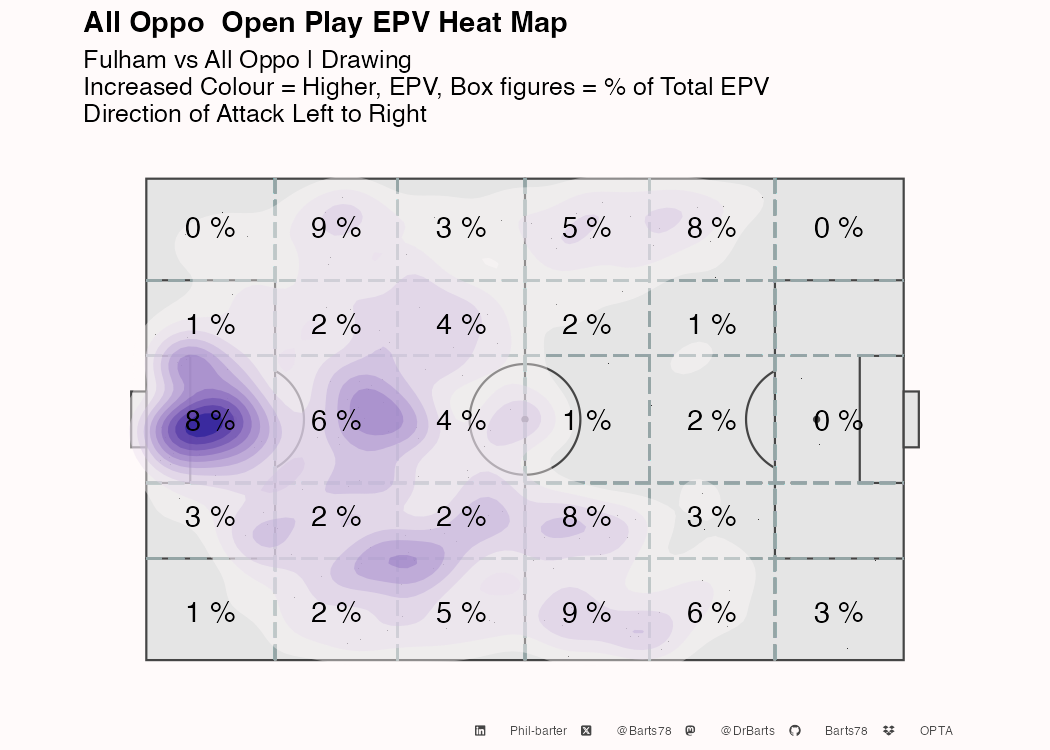 All Oppo  Open Play EPV Heat Map
Fulham vs All Oppo | Drawing
Increased Colour = Higher, EPV, Box figures = % of Total EPV
Direction of Attack Left to Right
0 % 9 % 3 % 5 % 8 % 0 %
1 % 2 % 4 % 2 % 1 %
8 % 6 % 4 % 1 % 2 % 0 %
3 % 2 % 2 % 8 % 3 %
1 % 2 % 5 % 9 % 6 % 3 %
Phil-barter @Barts78 @DrBarts Barts78 OPTA